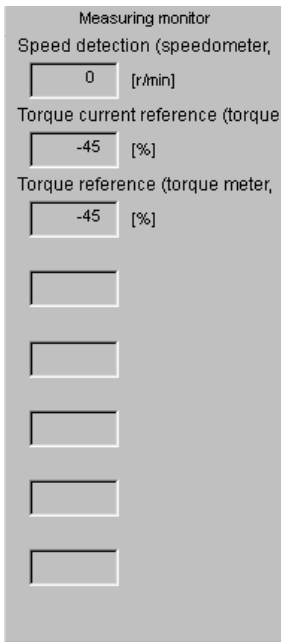 Measuring monitor
Speed detection (speedometer,
0 [r/min]
Torque current reference (torque
-45 [%]
Torque reference (torque meter,
-45 [%]